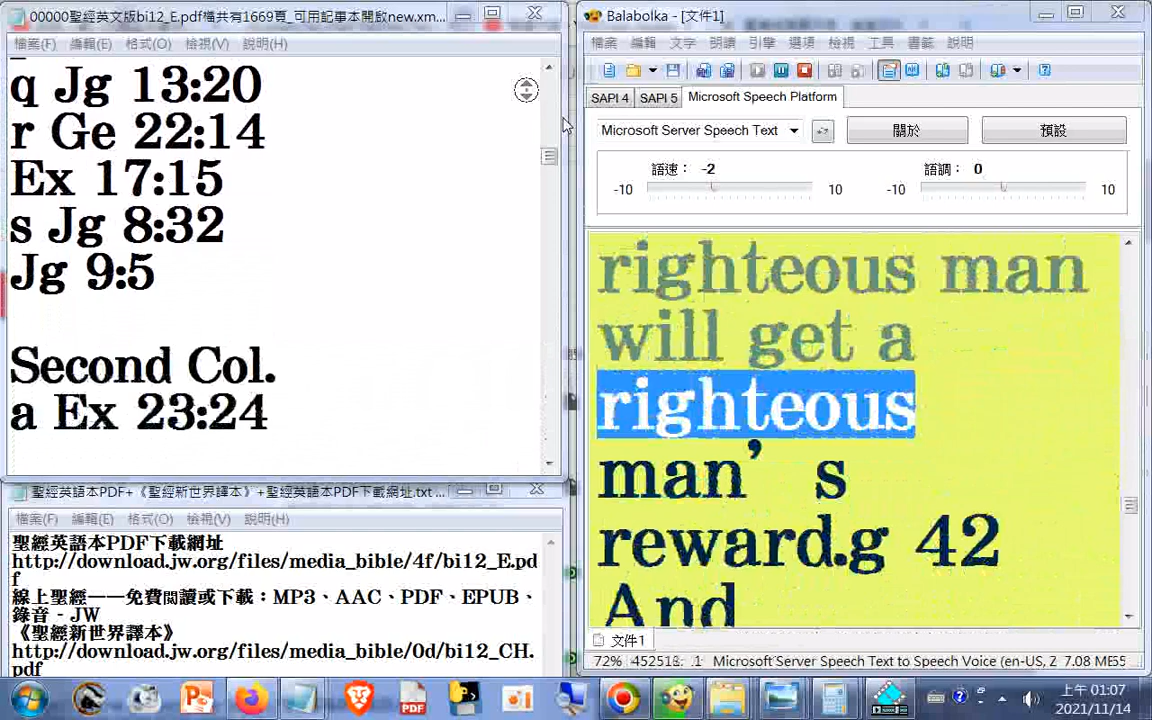 00000聖經英文版bi12_E.pdf檔共有1669頁_可用記事本開啟new.xm...
檔案(F) 編輯(E) 格式(O) 檢視(V) 說明(H)
q Jg 13:20
r Ge 22:14
Ex 17:15
s Jg 8:32
Jg 9:5
Second Col.
a Ex 23:24
聖經英語本PDF+《聖經新世界譯本》+聖經英語本PDF下載網址.txt ...
檔案(F) 編輯(E) 格式(O) 檢視(V) 說明(H)
聖經英語本PDF下載網址
http://download.jw.org/files/media_bible/4f/bi12_E.pd
f
線上聖經——免費閱讀或下載：MP3、AAC、PDF、EPUB、
錄音 - JW
《聖經新世界譯本》
http://download.jw.org/files/media_bible/0d/bi12_CH.
pdf
Balabolka - [文件1]
檔案 編輯 文字 朗讀 引擎 選項 檢視 工具 書籤 說明
SAPI 4 SAPI 5 Microsoft Speech Platform
Microsoft Server Speech Text
關於 預設
語速： -2 語調： 0
-10 10 -10 10
righteous man
will get a
righteous
man’s
reward.g 42
And
文件1
72% Microsoft Server Speech Text to Speech Voice (en-US, Z 7.08 MB
PDF
上午 01:07
2021/11/14